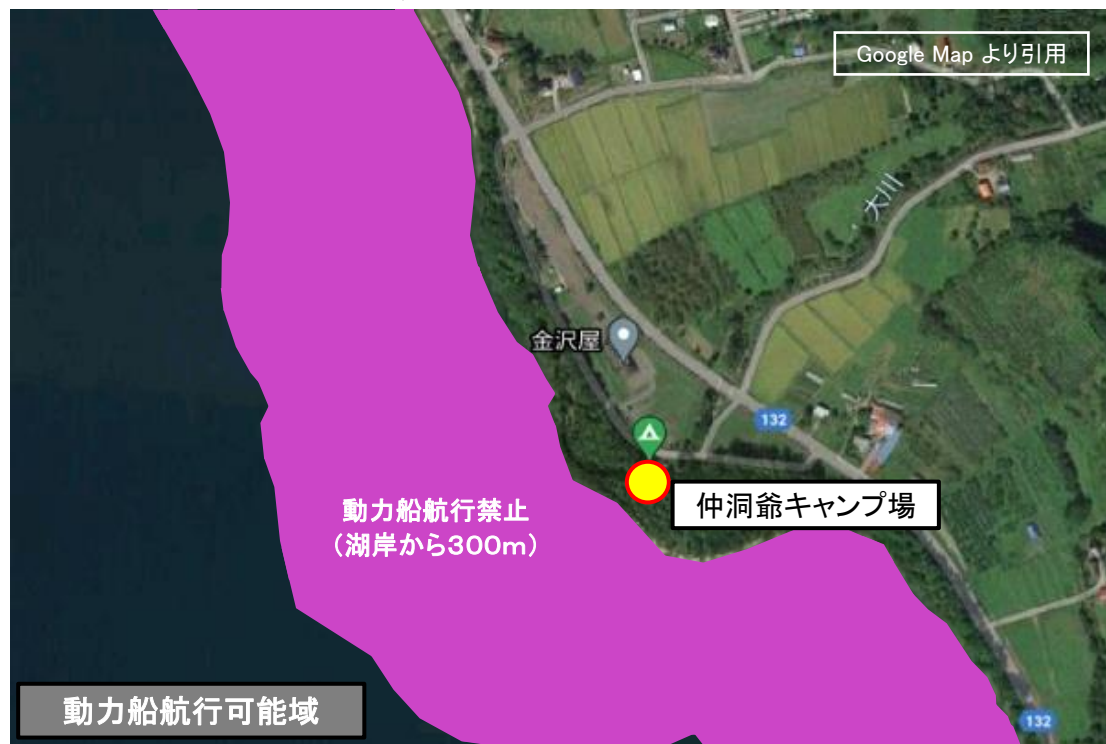 Google Map より引用
大川
金沢屋
132
仲洞爺キャンプ場
動力船航行禁止
(湖岸から300m)
動力船航行可能域
132